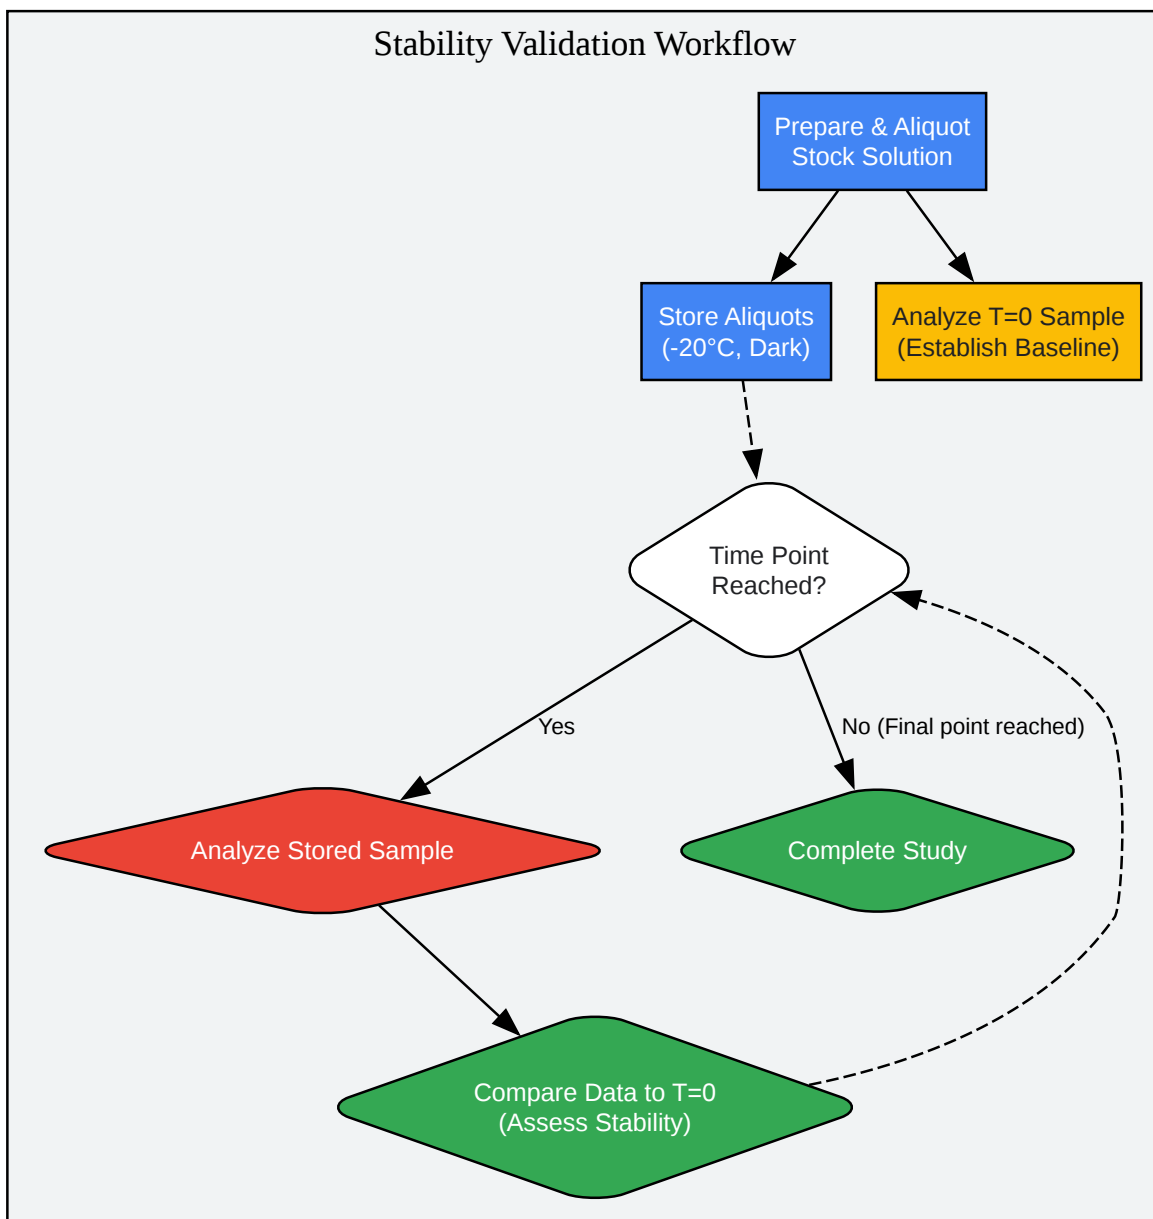 Stability Validation Workflow
Prepare & Aliquot
Stock Solution
Store Aliquots
(-20°C, Dark)
Analyze T=0 Sample
(Establish Baseline)
Time Point
Reached?
Yes
No (Final point reached)
Analyze Stored Sample
Complete Study
Compare Data to T=0
(Assess Stability)